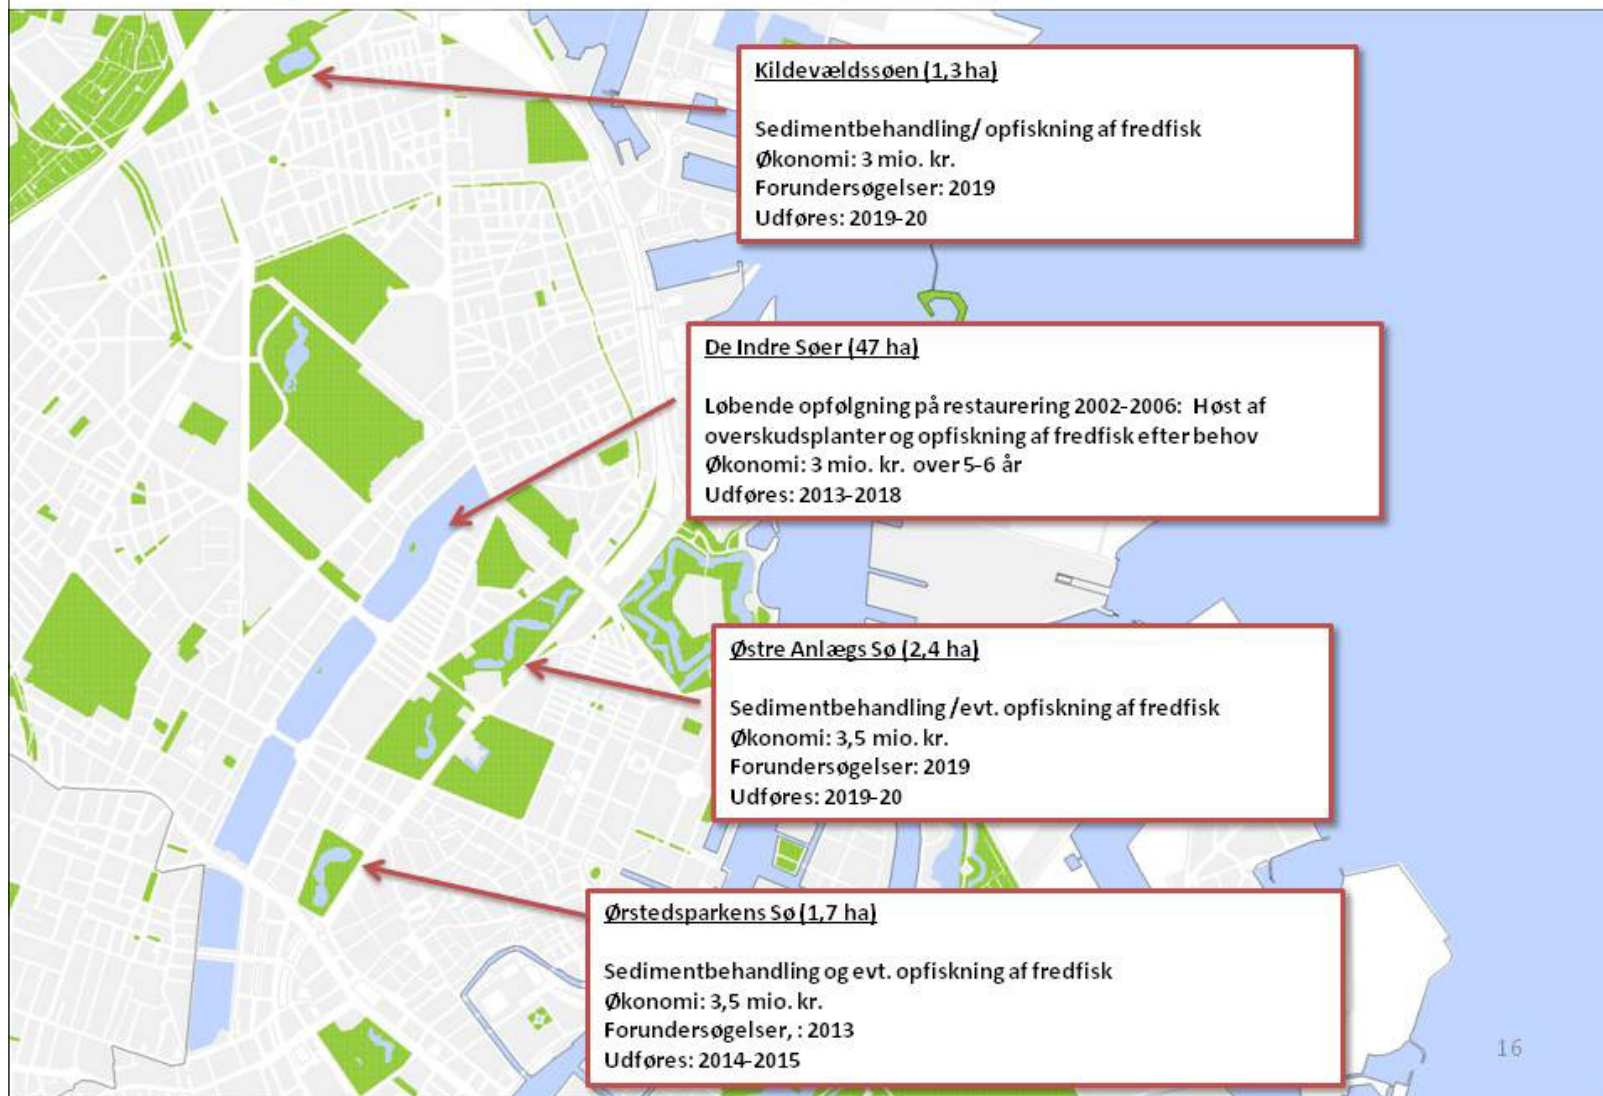 Kildevældssøen (1,3 ha)
Sedimentbehandling/ opfiskning af fredfisk
Økonomi: 3 mio. kr.
Forundersøgelser: 2019
Udføres: 2019-20
De Indre Søer (47 ha)
Løbende opfølgning på restaurering 2002-2006: Høst af
overskudsplanter og opfiskning af fredfisk efter behov
Økonomi: 3 mio. kr. over 5-6 år
Udføres: 2013-2018
Østre Anlægs Sø (2,4 ha)
Sedimentbehandling /evt. opfiskning af fredfisk
Økonomi: 3,5 mio. kr.
Forundersøgelser: 2019
Udføres: 2019-20
Ørstedsparkens Sø (1,7 ha)
Sedimentbehandling og evt. opfiskning af fredfisk
Økonomi: 3,5 mio. kr.
Forundersøgelser, : 2013
Udføres: 2014-2015
16